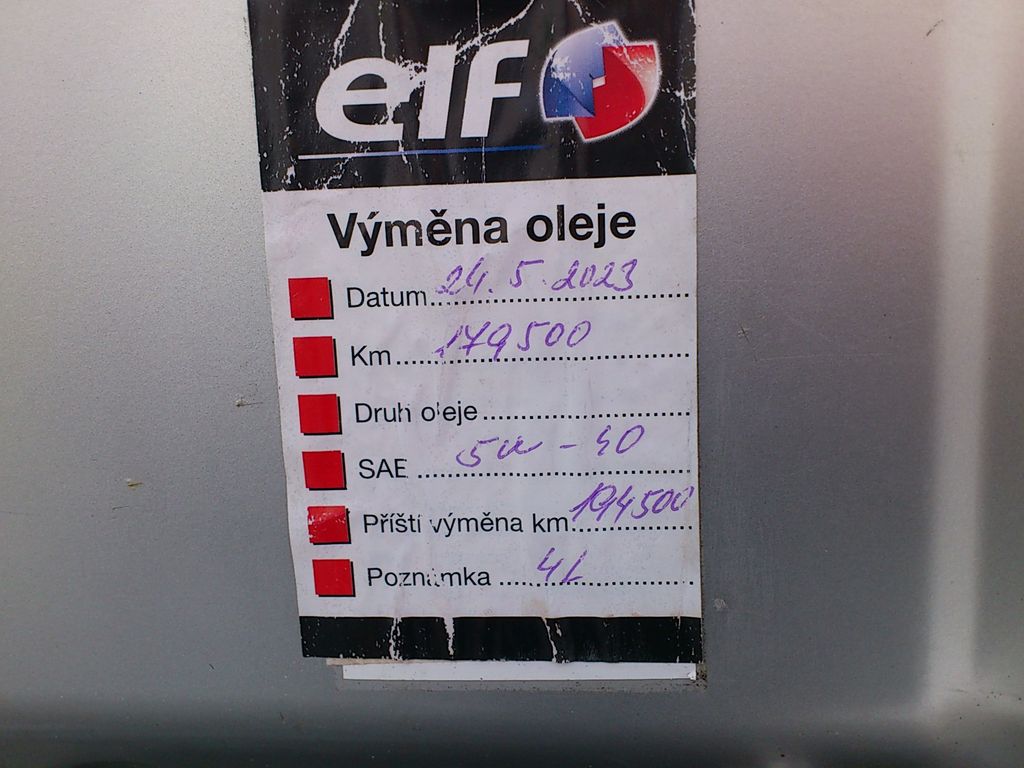 elf
Výměna oleje
Datum 24. 5. 2023
Km 179500
Druh oleje
SAE 5W-40
Příští výměna km 194500
Poznámka 4L